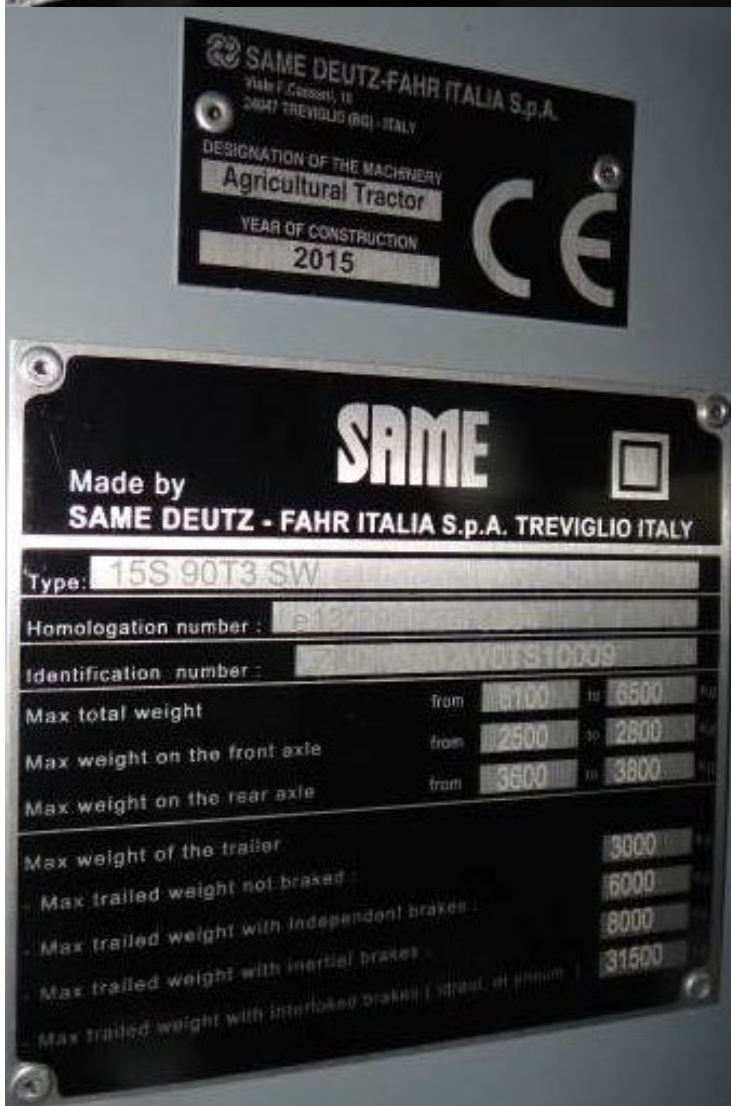 SAME DEUTZ-FAHR ITALIA S.p.A.
Viale F.Cassani, 15
24047 TREVIGLIO (BG) - ITALY
DESIGNATION OF THE MACHINERY
Agricultural Tractor
YEAR OF CONSTRUCTION
2015
CE
SAME
Made by
SAME DEUTZ - FAHR ITALIA S.p.A. TREVIGLIO ITALY
Type: 15S 90T3 SW
Homologation number :
Identification number :
Max total weight from 6100 to 6500 Kg
Max weight on the front axle from 2500 to 2800 Kg
Max weight on the rear axle from 3600 to 3800 Kg
Max weight of the trailer
- Max trailed weight not braked : 3000
- Max trailed weight with independent brakes : 6000
- Max trailed weight with inertial brakes : 8000
- Max trailed weight with interloked brakes ( 31500